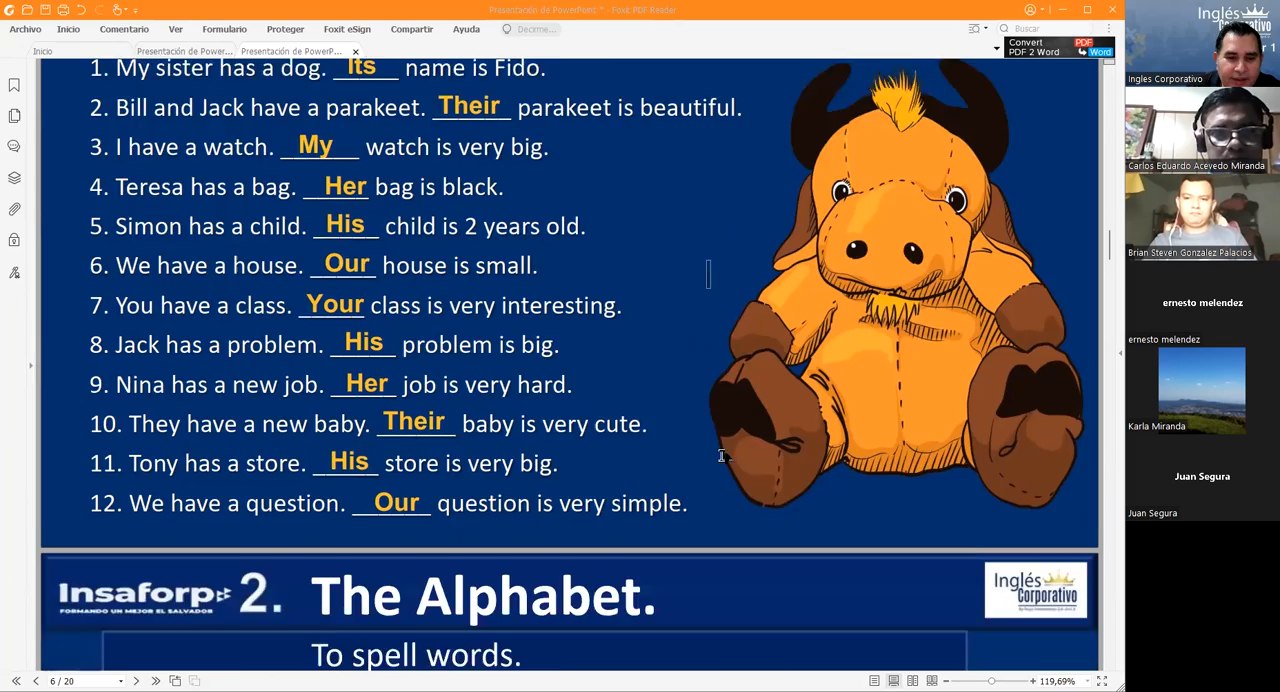 Presentación de PowerPoint * - Foxit PDF Reader
Archivo Inicio Comentario Ver Formulario Proteger Foxit eSign Compartir Ayuda Decirme... Buscar
Inicio Presentación de Power... Presentación de PowerP...
Convert PDF
PDF 2 Word Word
1. My sister has a dog. Its name is Fido.
2. Bill and Jack have a parakeet. Their parakeet is beautiful.
3. I have a watch. My watch is very big.
4. Teresa has a bag. Her bag is black.
5. Simon has a child. His child is 2 years old.
6. We have a house. Our house is small.
7. You have a class. Your class is very interesting.
8. Jack has a problem. His problem is big.
9. Nina has a new job. Her job is very hard.
10. They have a new baby. Their baby is very cute.
11. Tony has a store. His store is very big.
12. We have a question. Our question is very simple.
Insaforp 2. The Alphabet.
FORMANDO UN MEJOR EL SALVADOR
Inglés
Corporativo
To spell words.
6 / 20
119,69%
Inglés
Corporativo
Ingles Corporativo
Carlos Eduardo Acevedo Miranda
Brian Steven Gonzalez Palacios
ernesto melendez
ernesto melendez
Karla Miranda
Juan Segura
Juan Segura